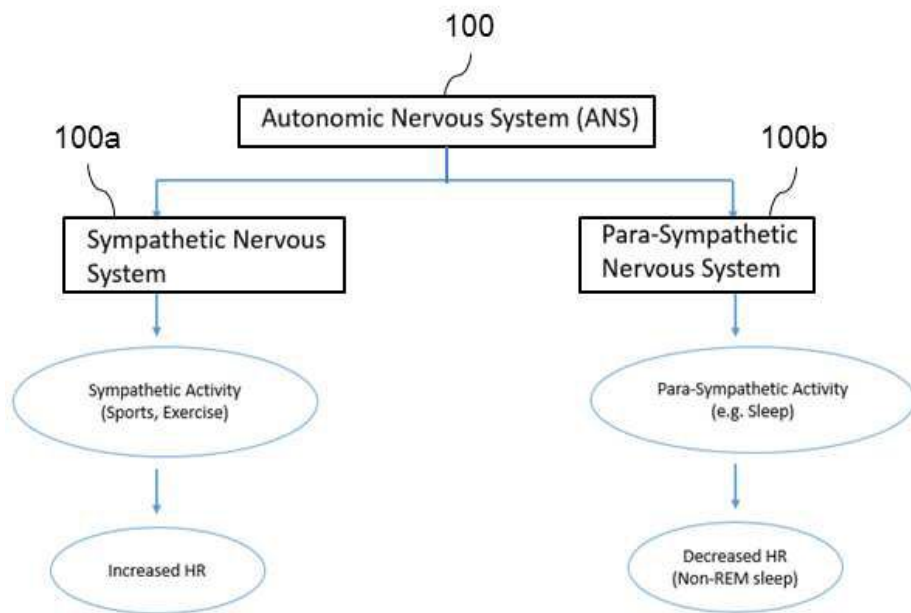 100
Autonomic Nervous System (ANS)
100a
100b
Sympathetic Nervous
System
Para-Sympathetic
Nervous System
Sympathetic Activity
(Sports, Exercise)
Para-Sympathetic Activity
(e.g. Sleep)
Increased HR
Decreased HR
(Non-REM sleep)